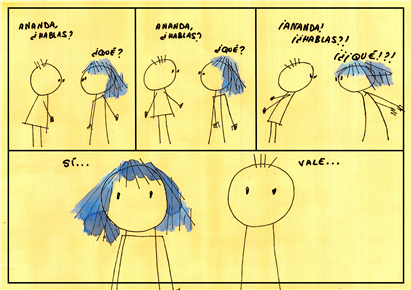 ANANDA,
¿HABLAS?
¿QUÉ?
ANANDA,
¿HABLAS?
¿QUÉ?
¡ANANDA!
¡¿HABLAS?!
¡¿¡¿QUÉ!?!
SÍ...
VALE...